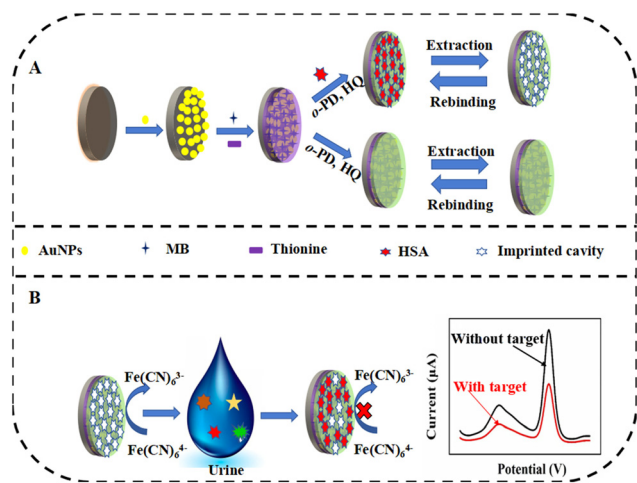 A
o-PD, HQ
Extraction
Rebinding
o-PD, HQ
Extraction
Rebinding
AuNPs
MB
Thionine
HSA
Imprinted cavity
B
Fe(CN)₆³⁻
Fe(CN)₆⁴⁻
Urine
Fe(CN)₆³⁻
Fe(CN)₆⁴⁻
Current (μA)
Without target
With target
Potential (V)